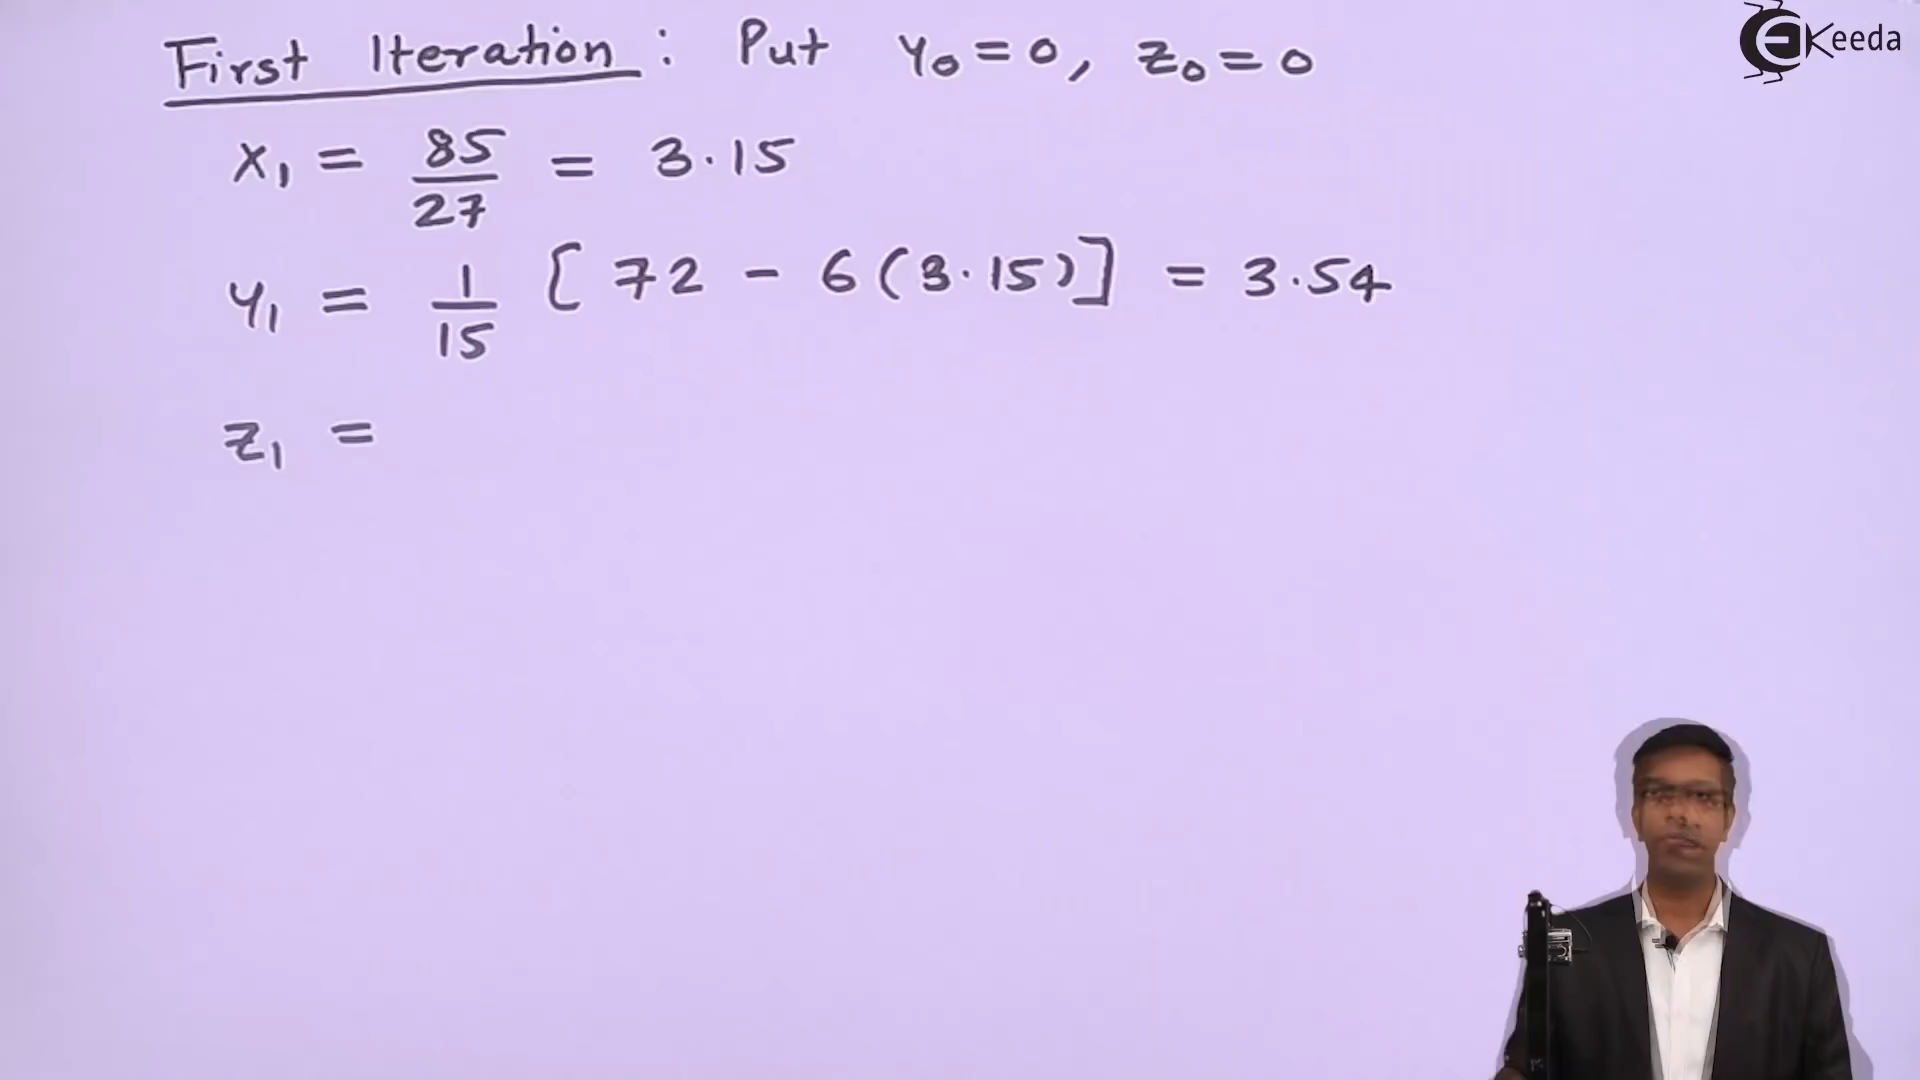 First Iteration : Put y₀ = 0, z₀ = 0
EKeeda
x₁ = 85/27 = 3.15
y₁ = 1/15 [72 - 6(3.15)] = 3.54
z₁ =